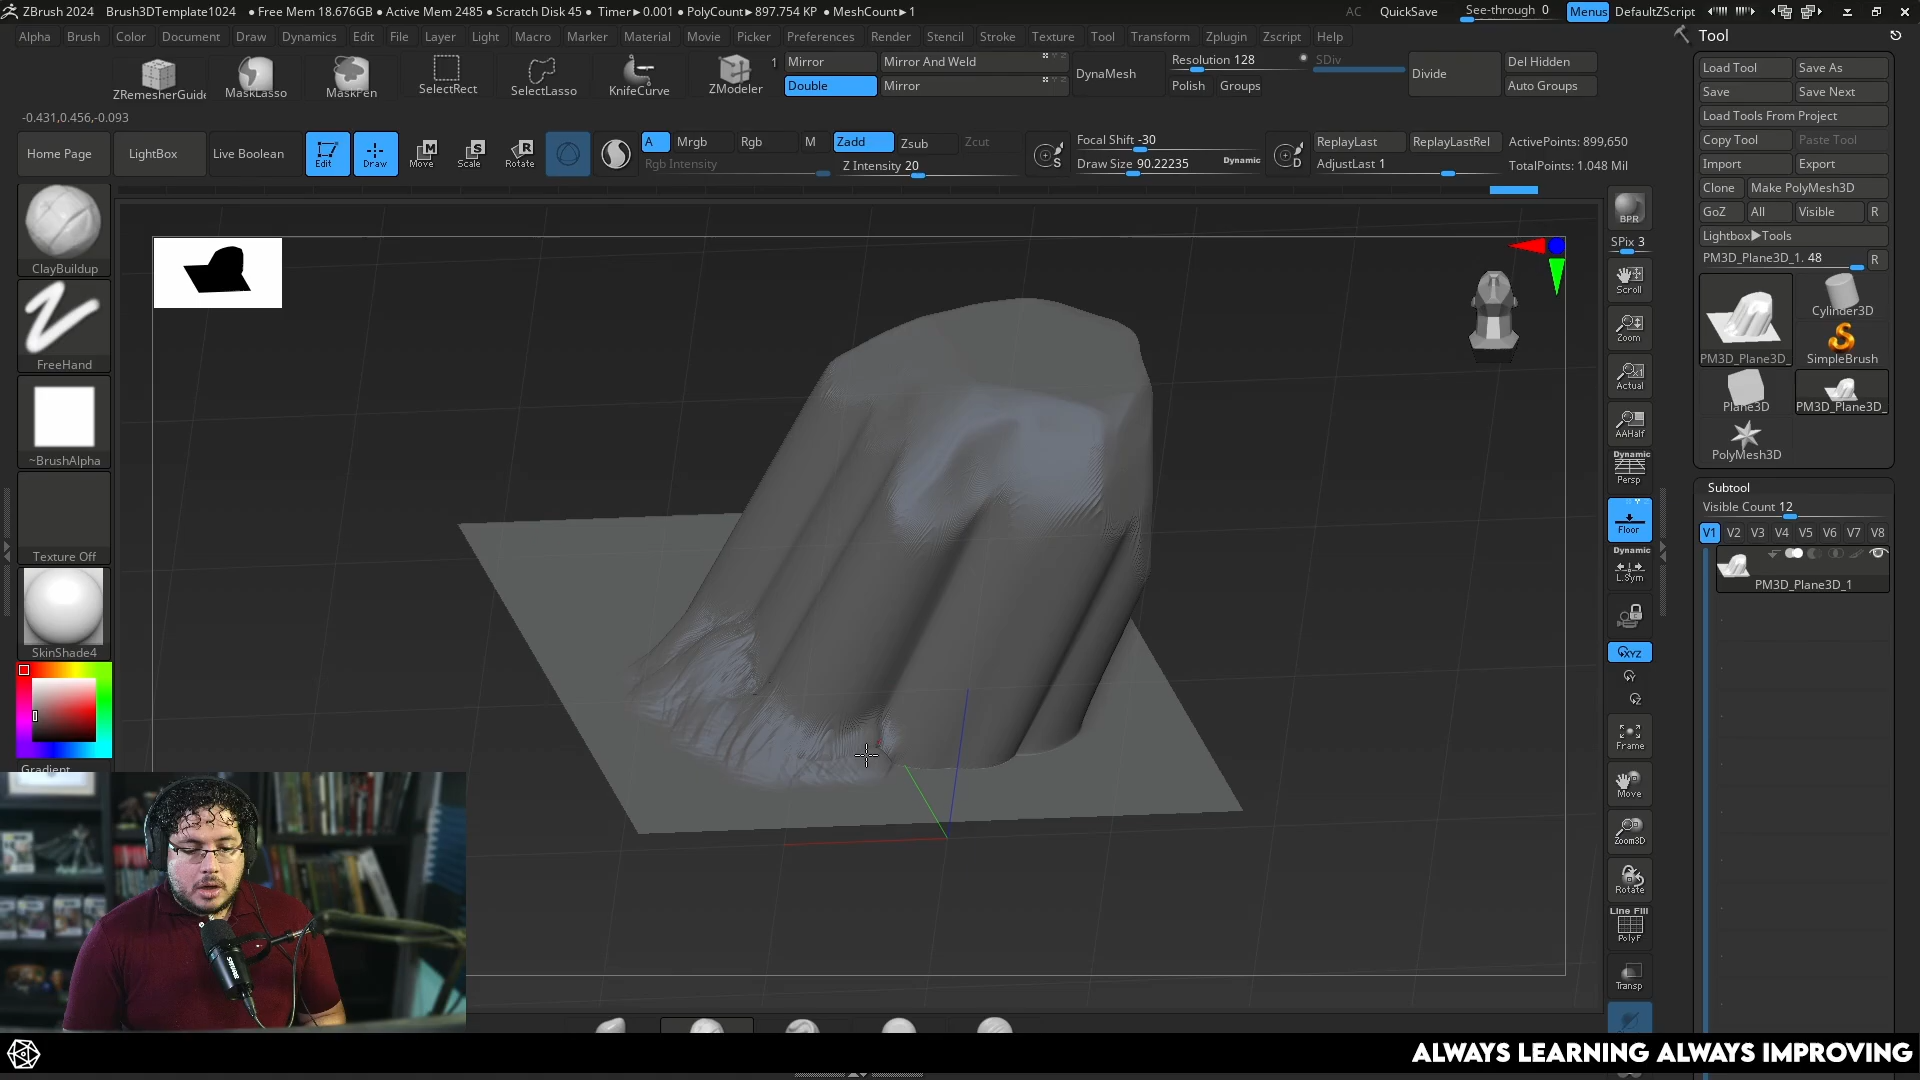 ZBrush 2024 Brush3DTemplate1024 • Free Mem 18.676GB • Active Mem 2485 • Scratch Disk 45 • Timer►0.001 • PolyCount►897.754 KP • MeshCount►1 AC QuickSave See-through 0 Menus DefaultZScript
Alpha Brush Color Document Draw Dynamics Edit File Layer Light Macro Marker Material Movie Picker Preferences Render Stencil Stroke Texture Tool Transform Zplugin Zscript Help
ZRemesherGuide MaskLasso MaskPen SelectRect SelectLasso KnifeCurve ZModeler 1
Mirror Mirror And Weld
Double Mirror
DynaMesh
Resolution 128
Polish Groups
SDiv
Divide
Del Hidden
Auto Groups
-0.431,0.456,-0.093
Home Page LightBox Live Boolean Edit Draw Move Scale Rotate
A Mrgb Rgb M Zadd Zsub Zcut
Rgb Intensity Z Intensity 20
Focal Shift -30
Draw Size 90.22235 Dynamic
S
D
ReplayLast ReplayLastRel ActivePoints: 899,650
AdjustLast 1 TotalPoints: 1.048 Mil
ClayBuildup
FreeHand
~BrushAlpha
Texture Off
SkinShade4
Gradient
BPR
SPix 3
Scroll
Zoom
Actual
AAHalf
Dynamic
Persp
Floor
Dynamic
L.Sym
XYZ
Frame
Move
Zoom3D
Rotate
Line Fill
PolyF
Transp
Tool
Load Tool Save As
Save Save Next
Load Tools From Project
Copy Tool Paste Tool
Import Export
Clone Make PolyMesh3D
GoZ All Visible R
Lightbox►Tools
PM3D_Plane3D_1. 48 R
PM3D_Plane3D_ Cylinder3D
SimpleBrush
Plane3D PM3D_Plane3D_
PolyMesh3D
Subtool
Visible Count 12
V1 V2 V3 V4 V5 V6 V7 V8
PM3D_Plane3D_1
ALWAYS LEARNING ALWAYS IMPROVING